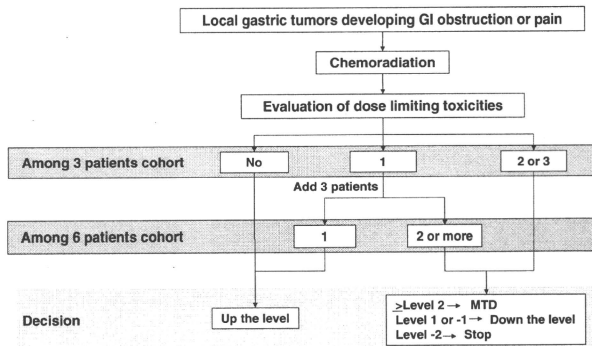 Local gastric tumors developing GI obstruction or pain
Chemoradiation
Evaluation of dose limiting toxicities
Among 3 patients cohort
No
1
2 or 3
Add 3 patients
Among 6 patients cohort
1
2 or more
Decision
Up the level
≥Level 2 → MTD
Level 1 or -1 → Down the level
Level -2 → Stop